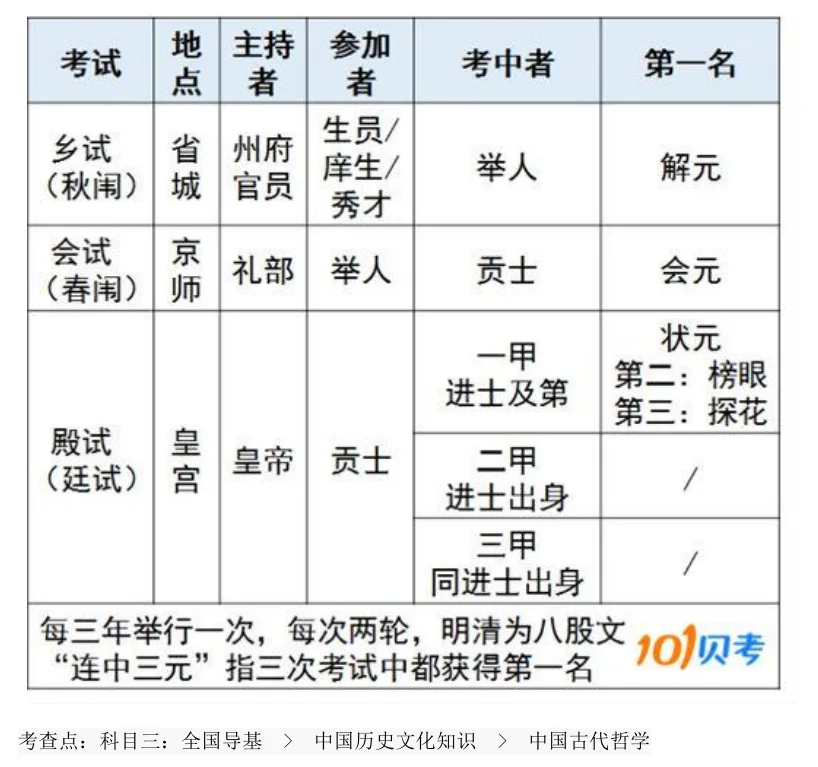 考试 地点 主持者 参加者 考中者 第一名
乡试（秋闱） 省城 州府官员 生员/庠生/秀才 举人 解元
会试（春闱） 京师 礼部 举人 贡士 会元
殿试（廷试） 皇宫 皇帝 贡士 一甲进士及第 状元
第二：榜眼
第三：探花
二甲进士出身 /
三甲同进士出身 /
每三年举行一次，每次两轮，明清为八股文
“连中三元”指三次考试中都获得第一名
101贝考
考查点：科目三：全国导基 > 中国历史文化知识 > 中国古代哲学